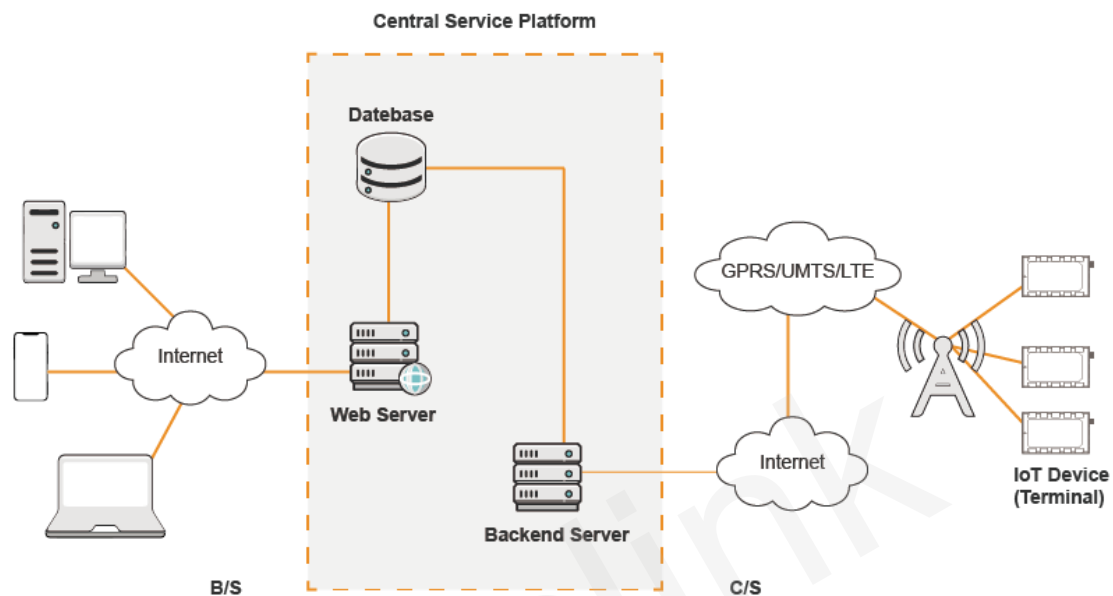 Central Service Platform
Datebase
GPRS/UMTS/LTE
Internet
Web Server
Internet
IoT Device
(Terminal)
Backend Server
B/S
C/S